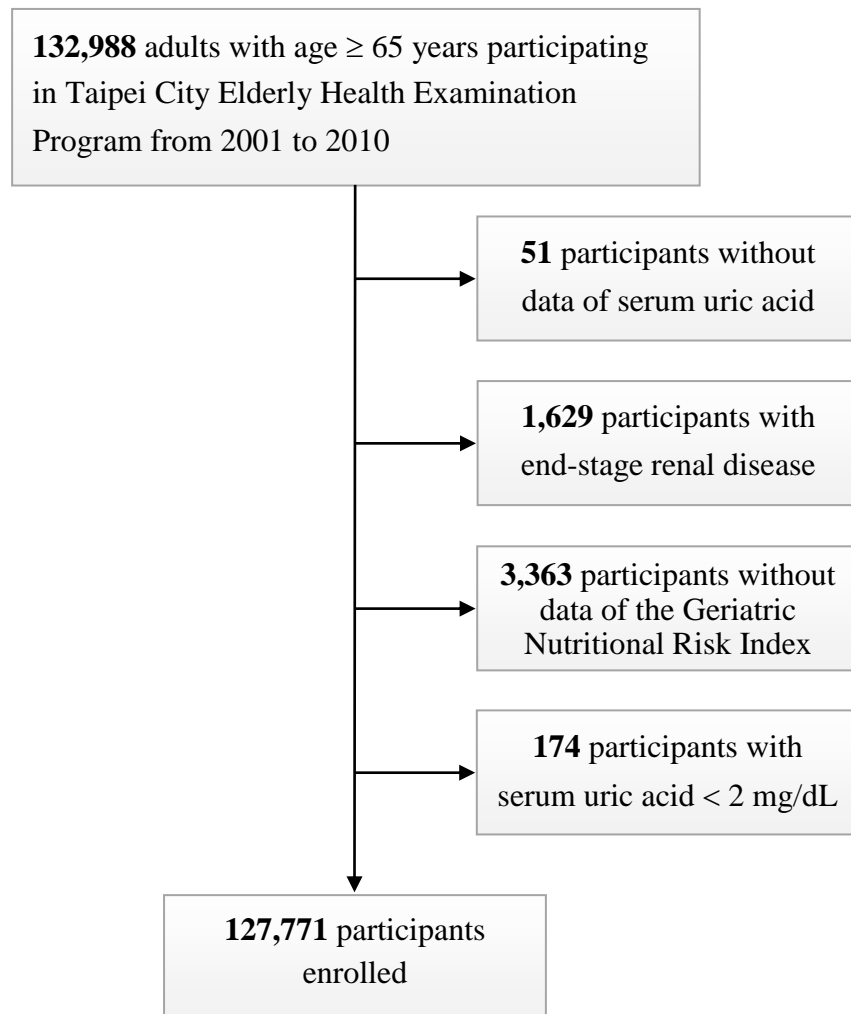 132,988 adults with age ≥ 65 years participating
in Taipei City Elderly Health Examination
Program from 2001 to 2010
51 participants without
data of serum uric acid
1,629 participants with
end-stage renal disease
3,363 participants without
data of the Geriatric
Nutritional Risk Index
174 participants with
serum uric acid < 2 mg/dL
127,771 participants
enrolled